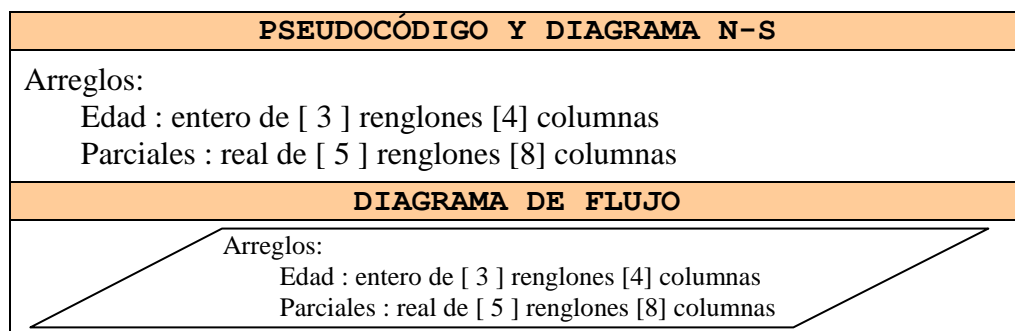 PSEUDOCÓDIGO Y DIAGRAMA N-S
Arreglos:
Edad : entero de [ 3 ] renglones [4] columnas
Parciales : real de [ 5 ] renglones [8] columnas
DIAGRAMA DE FLUJO
Arreglos:
Edad : entero de [ 3 ] renglones [4] columnas
Parciales : real de [ 5 ] renglones [8] columnas